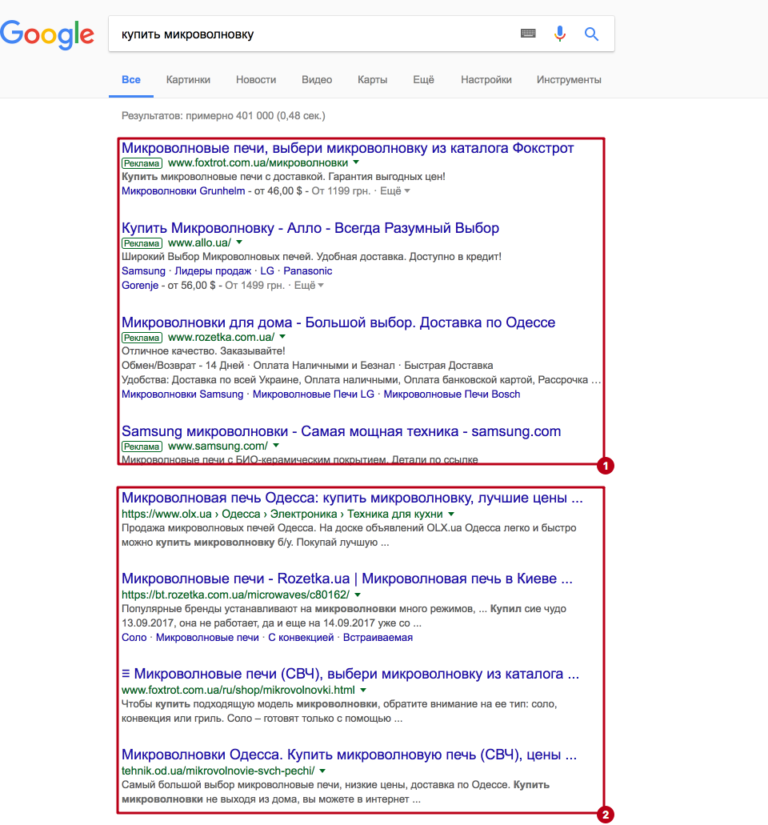 Google
купить микроволновку
Все Картинки Новости Видео Карты Ещё Настройки Инструменты
Результатов: примерно 401 000 (0,48 сек.)
Микроволновые печи, выбери микроволновку из каталога Фокстрот
Реклама www.foxtrot.com.ua/микроволновки
Купить микроволновые печи с доставкой. Гарантия выгодных цен!
Микроволновки Grunhelm - от 46,00 $ - От 1199 грн. · Ещё
Купить Микроволновку - Алло - Всегда Разумный Выбор
Реклама www.allo.ua/
Широкий Выбор Микроволновых печей. Удобная доставка. Доступно в кредит!
Samsung · Лидеры продаж · LG · Panasonic
Gorenje - от 56,00 $ - От 1499 грн. · Ещё
Микроволновки для дома - Большой выбор. Доставка по Одессе
Реклама www.rozetka.com.ua/
Отличное качество. Заказывайте!
Обмен/Возврат - 14 Дней · Оплата Наличными и Безнал · Быстрая Доставка
Удобства: Доставка по всей Украине, Оплата наличными, Оплата банковской картой, Рассрочка ...
Микроволновки Samsung · Микроволновые Печи LG · Микроволновые Печи Bosch
Samsung микроволновки - Самая мощная техника - samsung.com
Реклама www.samsung.com/
Микроволновые печи с БИО-керамическим покрытием. Детали по ссылке
1
Микроволновая печь Одесса: купить микроволновку, лучшие цены ...
https://www.olx.ua › Одесса › Электроника › Техника для кухни
Продажа микроволновых печей Одесса. На доске объявлений OLX.ua Одесса легко и быстро
можно купить микроволновку б/у. Покупай лучшую ...
Микроволновые печи - Rozetka.ua | Микроволновая печь в Киеве ...
https://bt.rozetka.com.ua/microwaves/c80162/
Популярные бренды устанавливают на микроволновки много режимов, ... Купил сие чудо
13.09.2017, она не работает, да и еще на 14.09.2017 уже со ...
Соло · Микроволновые печи · С конвекцией · Встраиваемая
≡ Микроволновые печи (СВЧ), выбери микроволновку из каталога ...
www.foxtrot.com.ua/ru/shop/mikrovolnovki.html
Чтобы купить подходящую модель микроволновки, обратите внимание на ее тип: соло,
конвекция или гриль. Соло – готовят только с помощью ...
Микроволновки Одесса. Купить микроволновую печь (СВЧ), цены ...
tehnik.od.ua/mikrovolnovie-svch-pechi/
Самый большой выбор микроволновые печи, низкие цены, доставка по Одессе. Купить
микроволновки не выходя из дома, вы можете в интернет ...
2